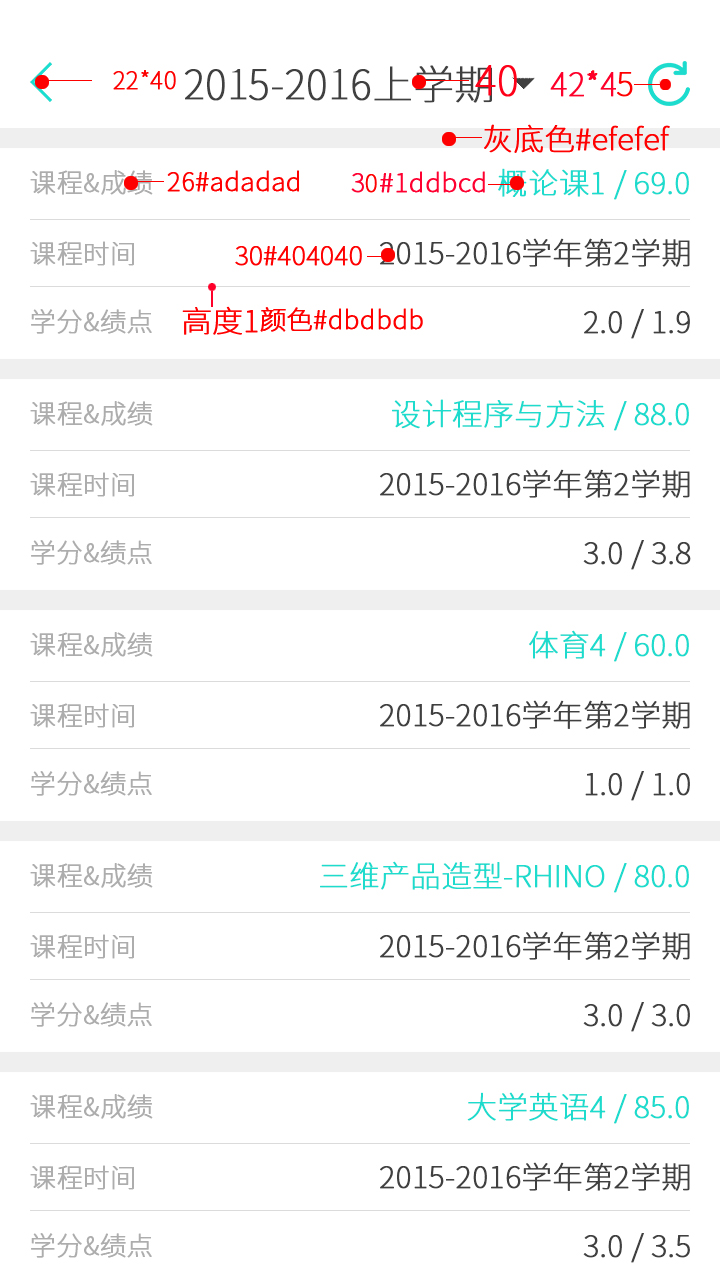 22*40 2015-2016上学期 40 42*45
灰底色#efefef
课程&成绩 26#adadad 30#1ddbcd 概论课1 / 69.0
课程时间 30#404040 2015-2016学年第2学期
学分&绩点 高度1颜色#dbdbdb 2.0 / 1.9
课程&成绩 设计程序与方法 / 88.0
课程时间 2015-2016学年第2学期
学分&绩点 3.0 / 3.8
课程&成绩 体育4 / 60.0
课程时间 2015-2016学年第2学期
学分&绩点 1.0 / 1.0
课程&成绩 三维产品造型-RHINO / 80.0
课程时间 2015-2016学年第2学期
学分&绩点 3.0 / 3.0
课程&成绩 大学英语4 / 85.0
课程时间 2015-2016学年第2学期
学分&绩点 3.0 / 3.5